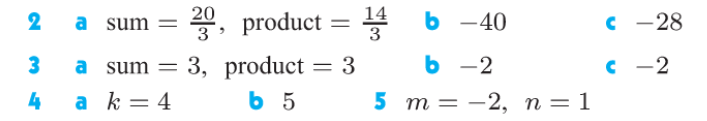 2 a sum = 20/3, product = 14/3 b −40 c −28
3 a sum = 3, product = 3 b −2 c −2
4 a k = 4 b 5 5 m = −2, n = 1